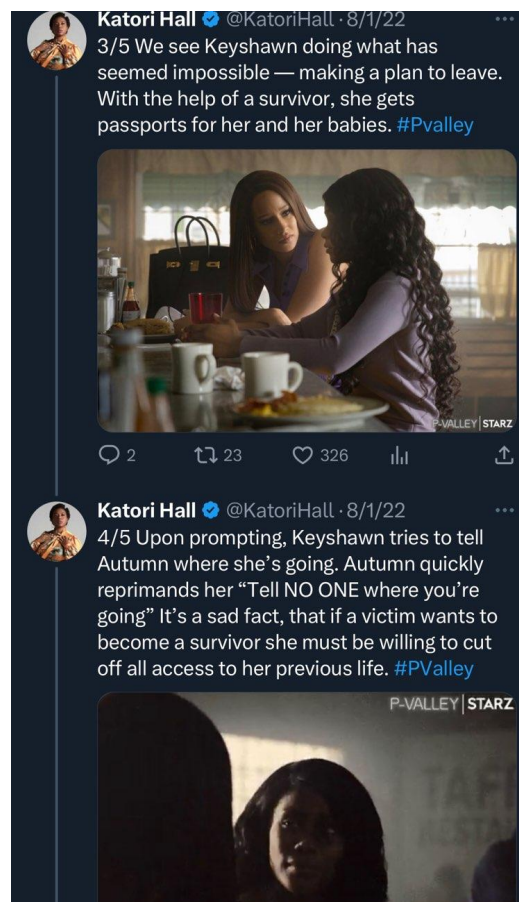 Katori Hall @KatoriHall · 8/1/22
3/5 We see Keyshawn doing what has
seemed impossible — making a plan to leave.
With the help of a survivor, she gets
passports for her and her babies. #Pvalley
P-VALLEY | STARZ
2 23 326
Katori Hall @KatoriHall · 8/1/22
4/5 Upon prompting, Keyshawn tries to tell
Autumn where she's going. Autumn quickly
reprimands her “Tell NO ONE where you're
going” It's a sad fact, that if a victim wants to
become a survivor she must be willing to cut
off all access to her previous life. #PValley
P-VALLEY | STARZ